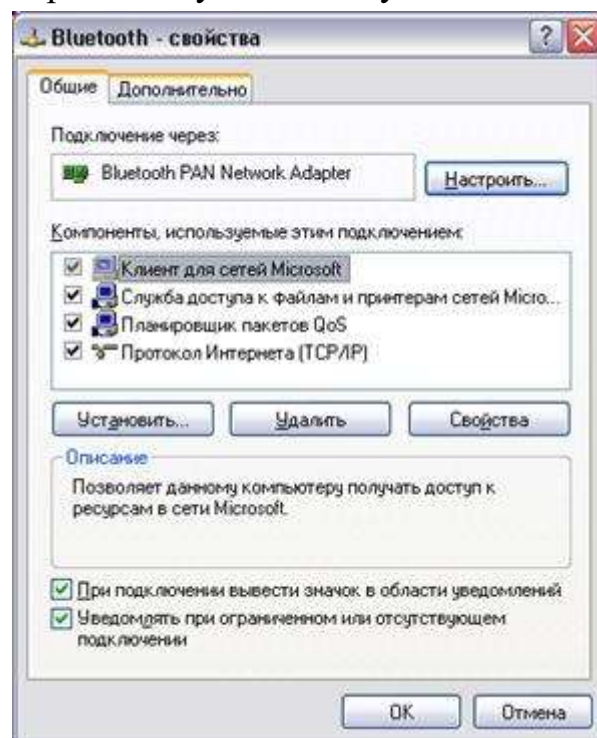 Bluetooth - свойства
Общие Дополнительно
Подключение через:
Bluetooth PAN Network Adapter Настроить...
Компоненты, используемые этим подключением:
Клиент для сетей Microsoft
Служба доступа к файлам и принтерам сетей Micro...
Планировщик пакетов QoS
Протокол Интернета (TCP/IP)
Установить... Удалить Свойства
Описание
Позволяет данному компьютеру получать доступ к
ресурсам в сети Microsoft.
При подключении вывести значок в области уведомлений
Уведомлять при ограниченном или отсутствующем
подключении
OK Отмена